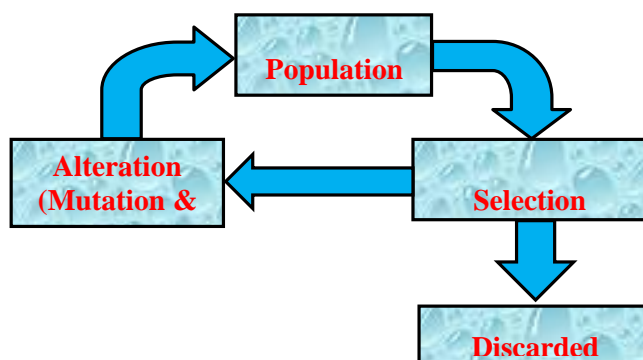 Population
Alteration
(Mutation &
Selection
Discarded